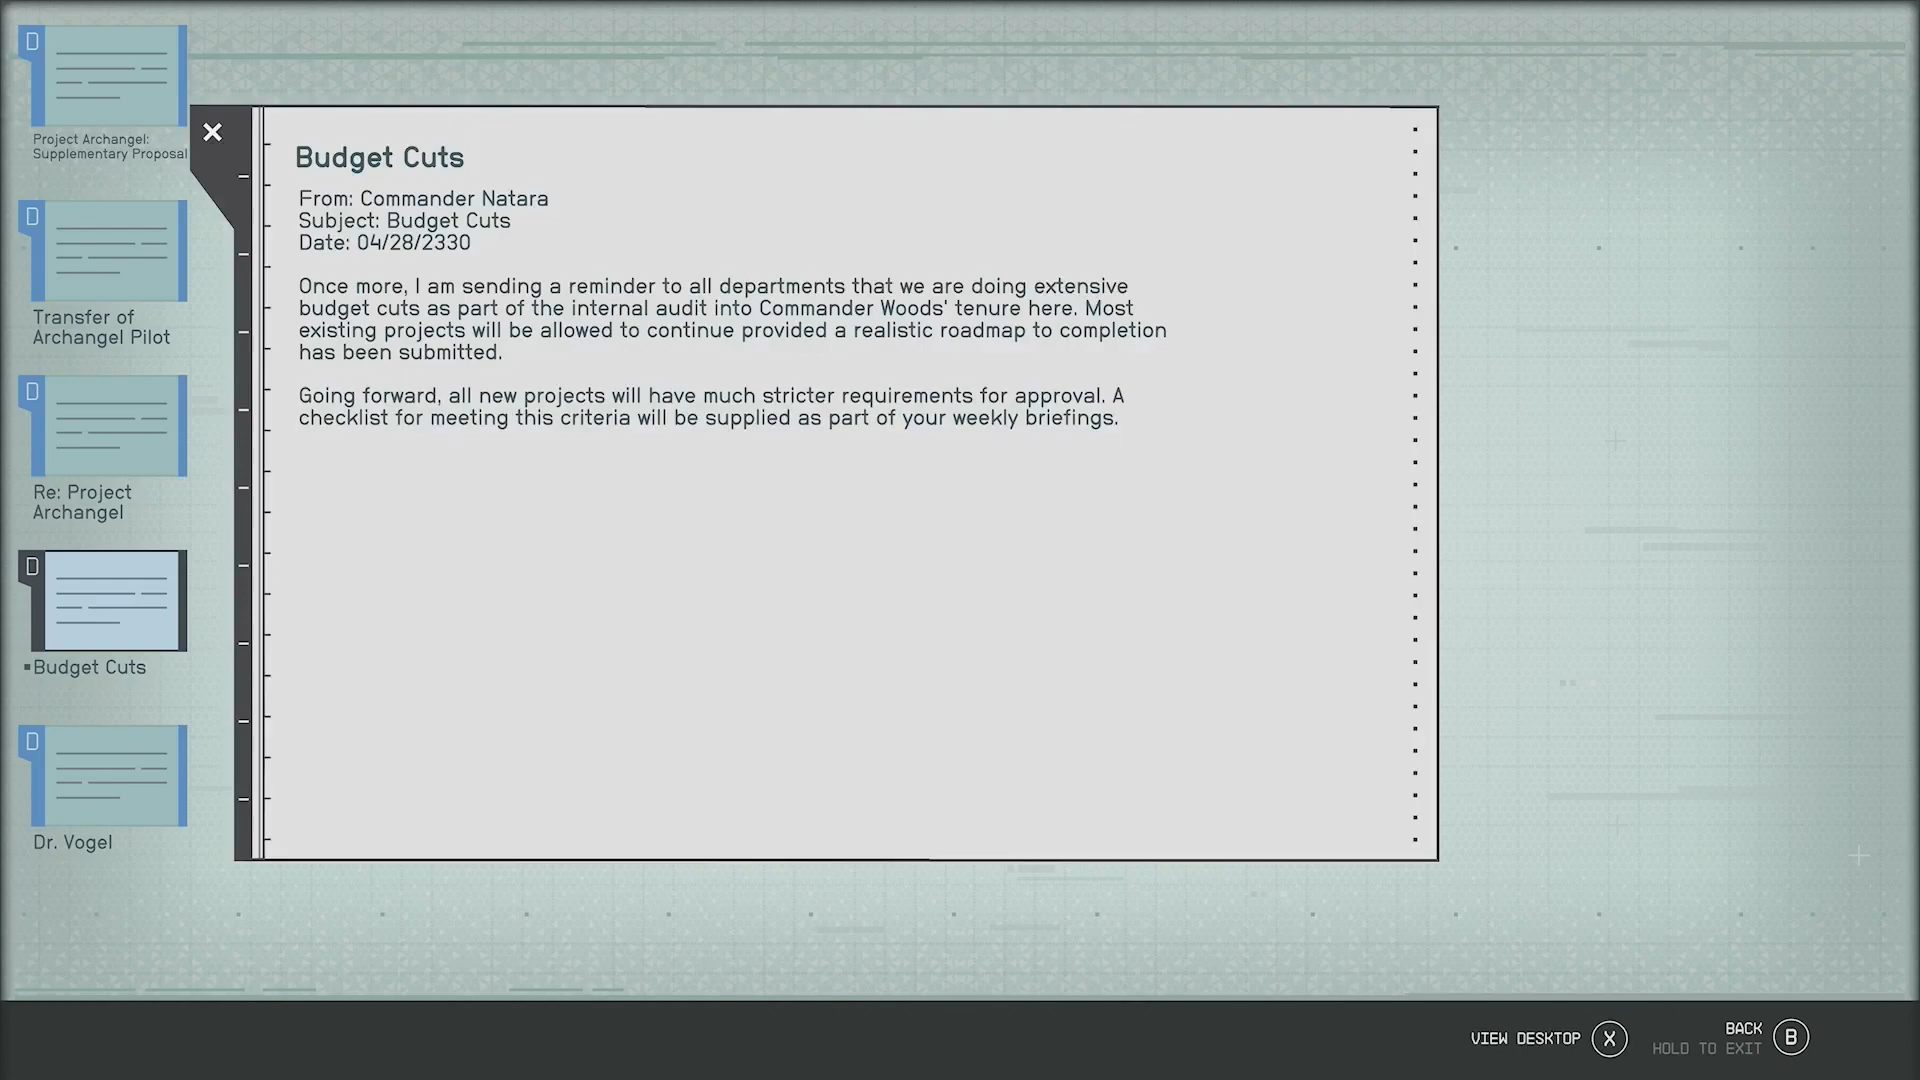 D
Project Archangel:
Supplementary Proposal
D
Transfer of
Archangel Pilot
D
Re: Project
Archangel
D
Budget Cuts
D
Dr. Vogel
Budget Cuts
From: Commander Natara
Subject: Budget Cuts
Date: 04/28/2330
Once more, I am sending a reminder to all departments that we are doing extensive
budget cuts as part of the internal audit into Commander Woods' tenure here. Most
existing projects will be allowed to continue provided a realistic roadmap to completion
has been submitted.
Going forward, all new projects will have much stricter requirements for approval. A
checklist for meeting this criteria will be supplied as part of your weekly briefings.
VIEW DESKTOP X
BACK B
HOLD TO EXIT